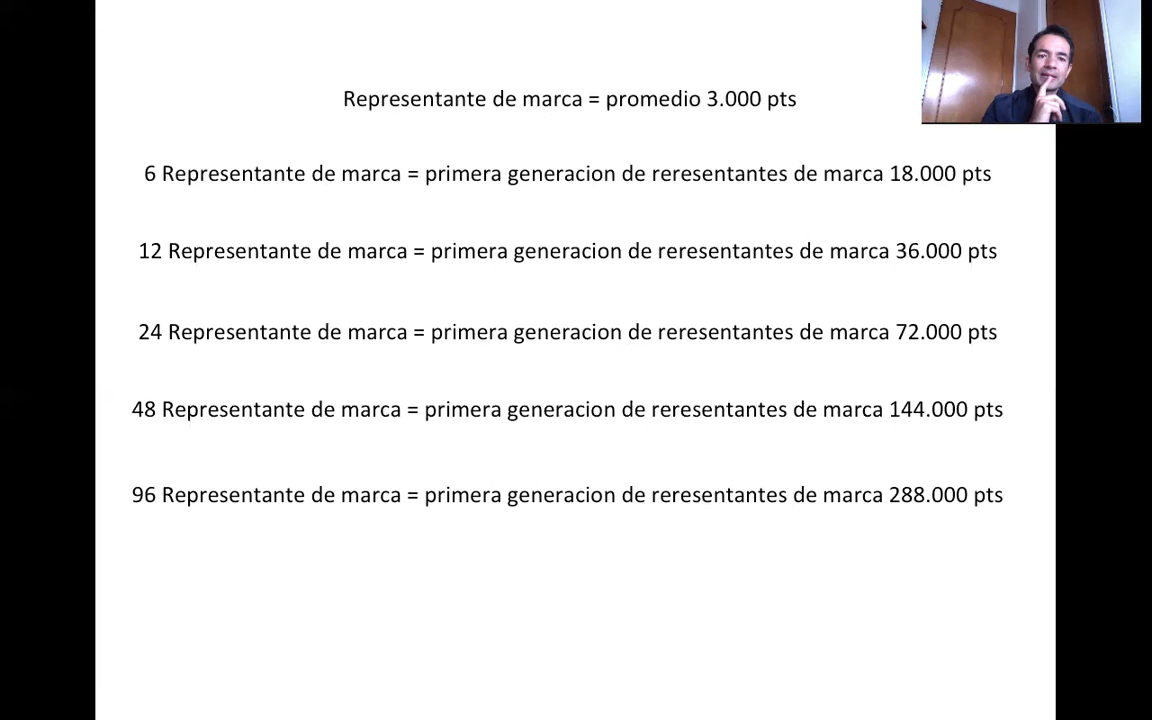 Representante de marca = promedio 3.000 pts
6 Representante de marca = primera generacion de reresentantes de marca 18.000 pts
12 Representante de marca = primera generacion de reresentantes de marca 36.000 pts
24 Representante de marca = primera generacion de reresentantes de marca 72.000 pts
48 Representante de marca = primera generacion de reresentantes de marca 144.000 pts
96 Representante de marca = primera generacion de reresentantes de marca 288.000 pts